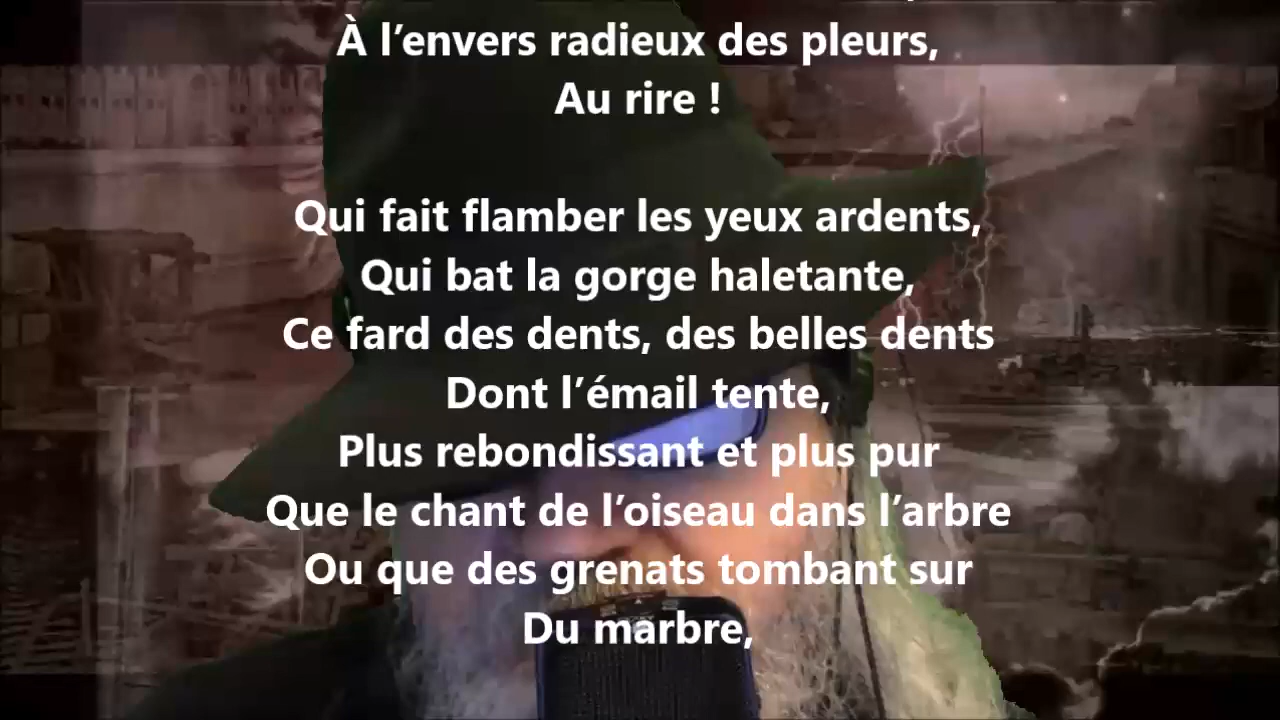 À l’envers radieux des pleurs,
Au rire !
Qui fait flamber les yeux ardents,
Qui bat la gorge haletante,
Ce fard des dents, des belles dents
Dont l’émail tente,
Plus rebondissant et plus pur
Que le chant de l’oiseau dans l’arbre
Ou que des grenats tombant sur
Du marbre,